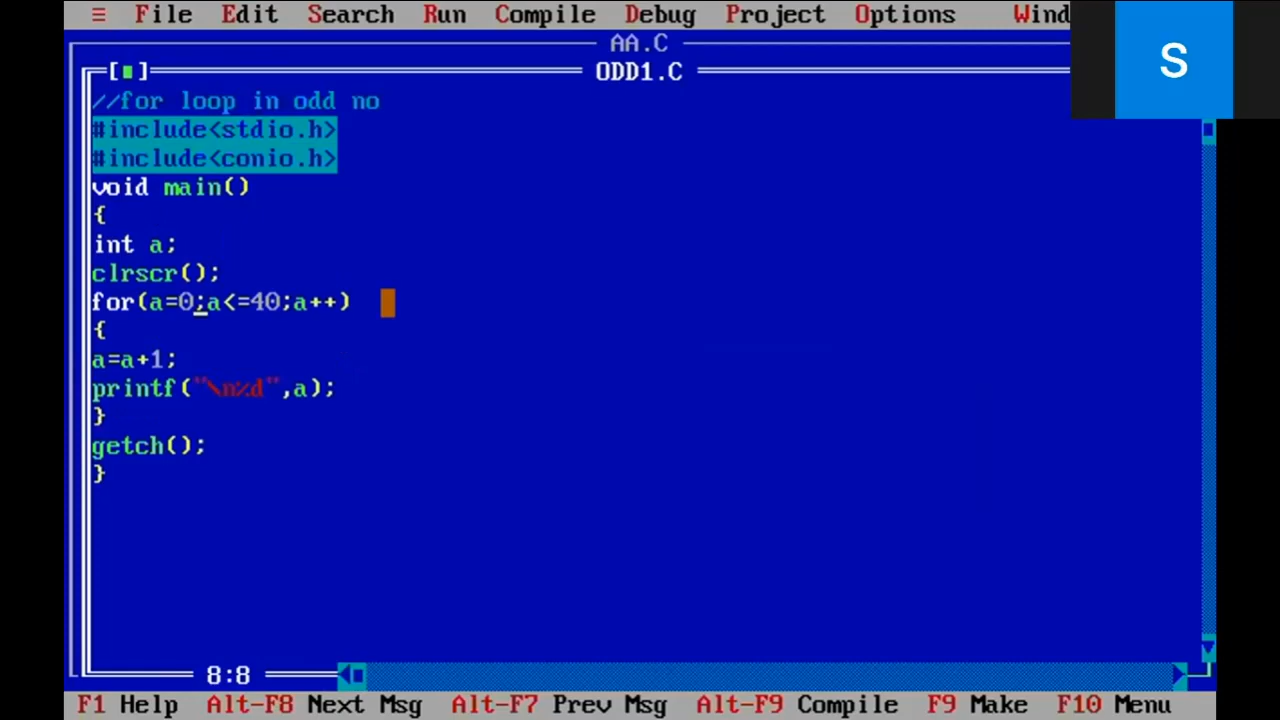 ≡ File Edit Search Run Compile Debug Project Options Wind
S
AA.C
[■] ODD1.C
//for loop in odd no
#include<stdio.h>
#include<conio.h>
void main()
{
int a;
clrscr();
for(a=0;a<=40;a++)
{
a=a+1;
printf("\n%d",a);
}
getch();
}
8:8
F1 Help Alt-F8 Next Msg Alt-F7 Prev Msg Alt-F9 Compile F9 Make F10 Menu